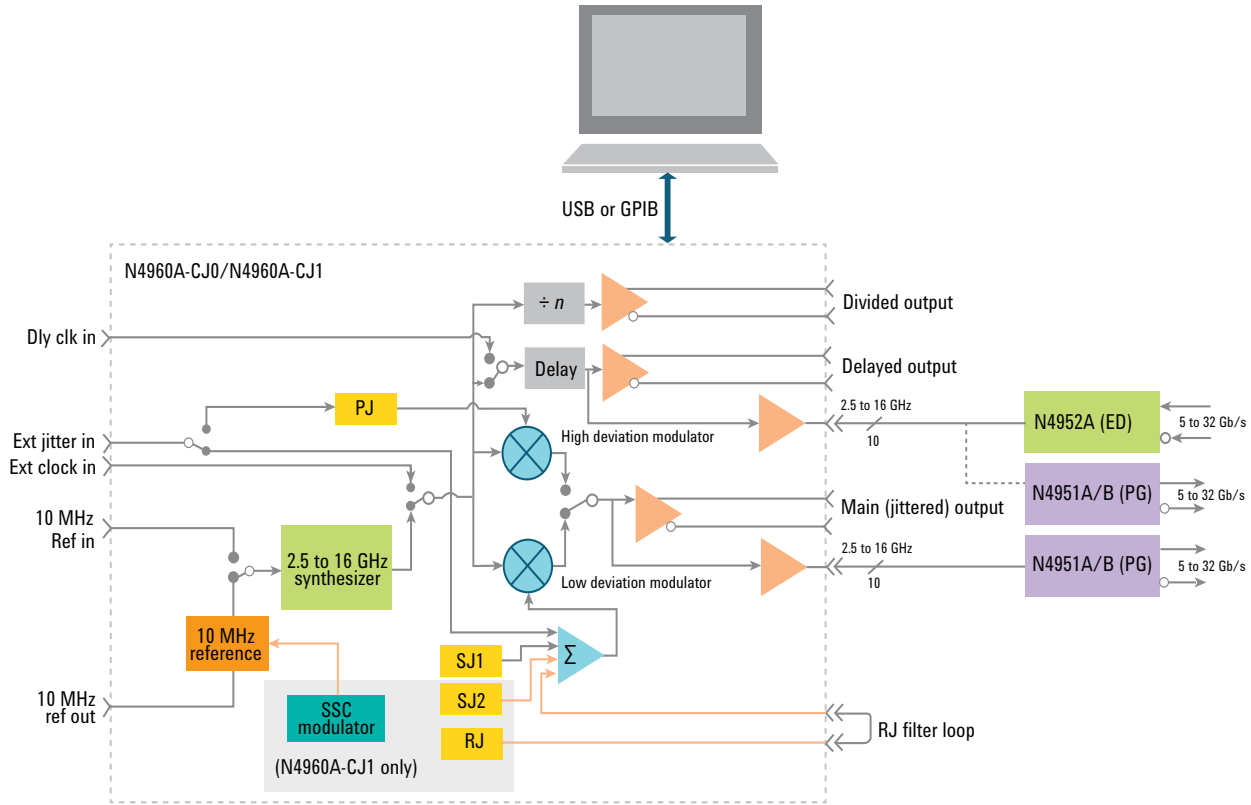 USB or GPIB
N4960A-CJ0/N4960A-CJ1
÷ n
Divided output
Dly clk in
Delay
Delayed output
PJ
2.5 to 16 GHz
10
N4952A (ED)
5 to 32 Gb/s
Ext jitter in
High deviation modulator
Ext clock in
N4951A/B (PG)
5 to 32 Gb/s
Main (jittered) output
10 MHz
Ref in
2.5 to 16 GHz
synthesizer
2.5 to 16 GHz
10
N4951A/B (PG)
5 to 32 Gb/s
Low deviation modulator
10 MHz
reference
Σ
SJ1
SJ2
10 MHz
ref out
SSC
modulator
RJ
RJ filter loop
(N4960A-CJ1 only)